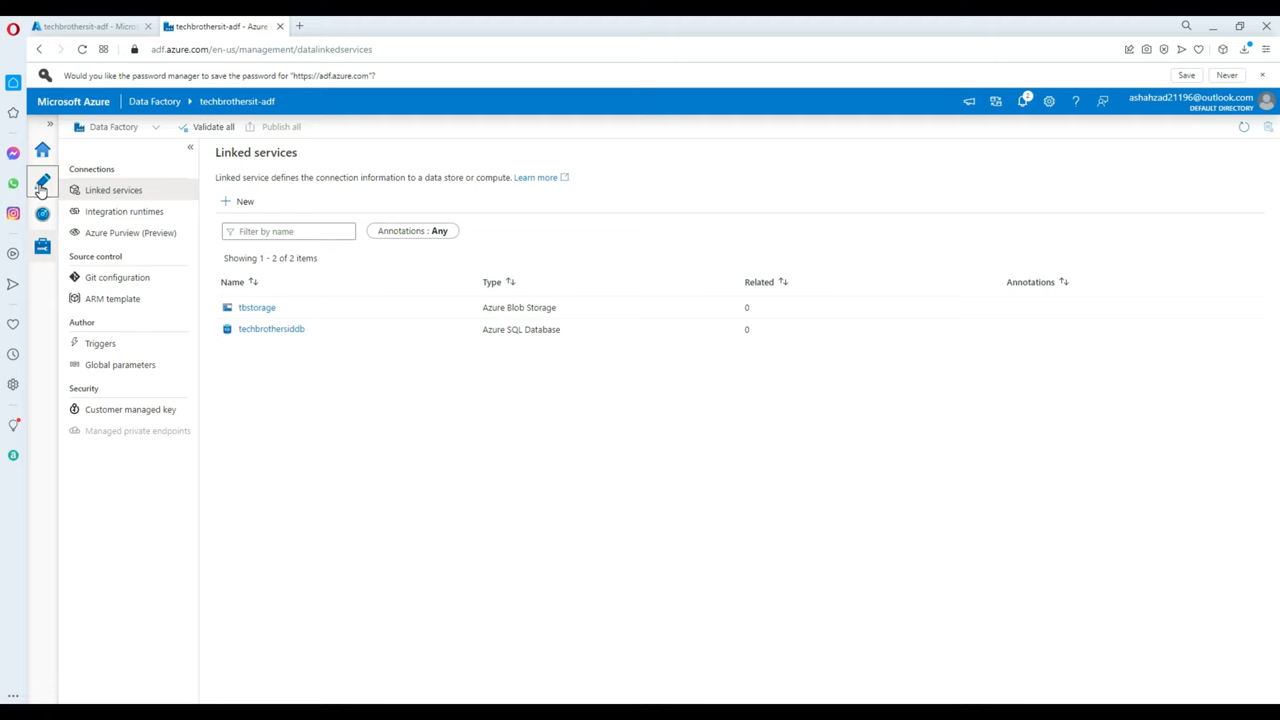 techbrothersit-adf - Micros
techbrothersit-adf - Azure
adf.azure.com/en-us/management/datalinkedservices
Would you like the password manager to save the password for "https://adf.azure.com"?
Save
Never
Microsoft Azure
Data Factory
techbrothersit-adf
2
ashahzad21196@outlook.com
DEFAULT DIRECTORY
Data Factory
Validate all
Publish all
Connections
Linked services
Integration runtimes
Azure Purview (Preview)
Source control
Git configuration
ARM template
Author
Triggers
Global parameters
Security
Customer managed key
Managed private endpoints
Linked services
Linked service defines the connection information to a data store or compute. Learn more
New
Filter by name
Annotations : Any
Showing 1 - 2 of 2 items
Name Type Related Annotations
tbstorage Azure Blob Storage 0
techbrothersiddb Azure SQL Database 0